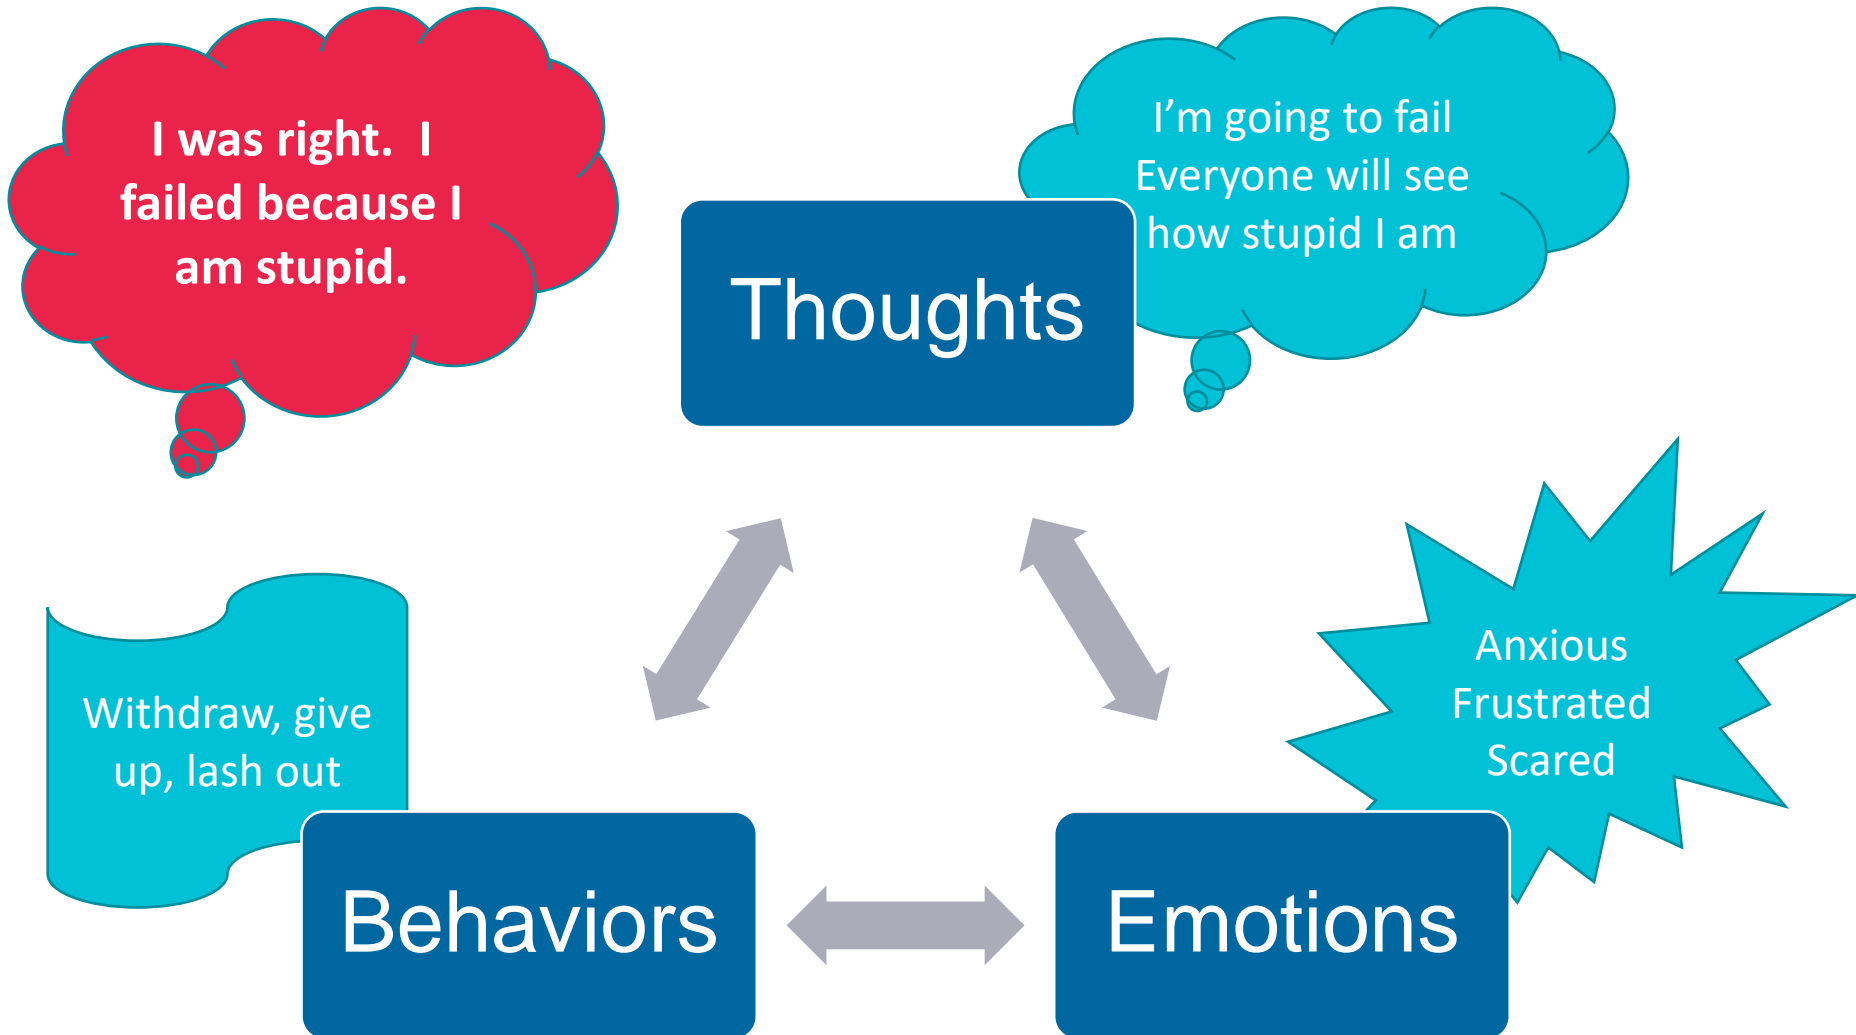 I was right.  I
failed because I
am stupid.
I’m going to fail
Everyone will see
how stupid I am
Thoughts
Anxious
Frustrated
Scared
Withdraw, give
up, lash out
Behaviors
Emotions